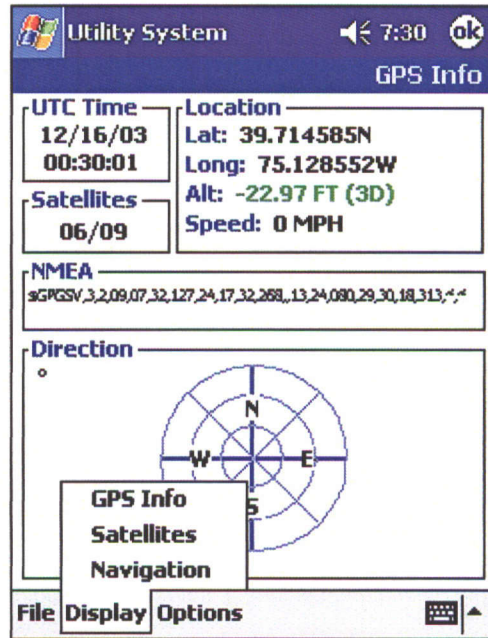 Utility System 7:30 ok
GPS Info
UTC Time
12/16/03
00:30:01
Location
Lat: 39.714585N
Long: 75.128552W
Alt: -22.97 FT (3D)
Speed: 0 MPH
Satellites
06/09
NMEA
$GPGSV,3,2,09,07,32,127,24,17,32,268,,13,24,080,29,30,18,313,
Direction
°
N
W E
S
GPS Info
Satellites
Navigation
File Display Options